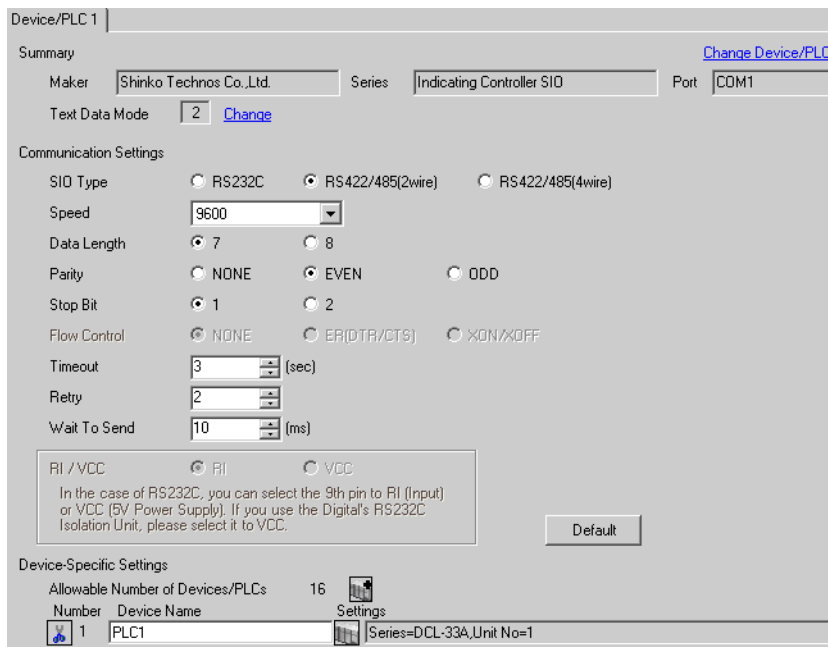 Device/PLC 1
Summary Change Device/PLC
Maker Shinko Technos Co.,Ltd. Series Indicating Controller SIO Port COM1
Text Data Mode 2 Change
Communication Settings
SIO Type RS232C RS422/485(2wire) RS422/485(4wire)
Speed 9600
Data Length 7 8
Parity NONE EVEN ODD
Stop Bit 1 2
Flow Control NONE ER(DTR/CTS) XON/XOFF
Timeout 3 (sec)
Retry 2
Wait To Send 10 (ms)
RI / VCC RI VCC
In the case of RS232C, you can select the 9th pin to RI (Input)
or VCC (5V Power Supply). If you use the Digital's RS232C
Isolation Unit, please select it to VCC.
Default
Device-Specific Settings
Allowable Number of Devices/PLCs 16
Number Device Name Settings
1 PLC1 Series=DCL-33A,Unit No=1